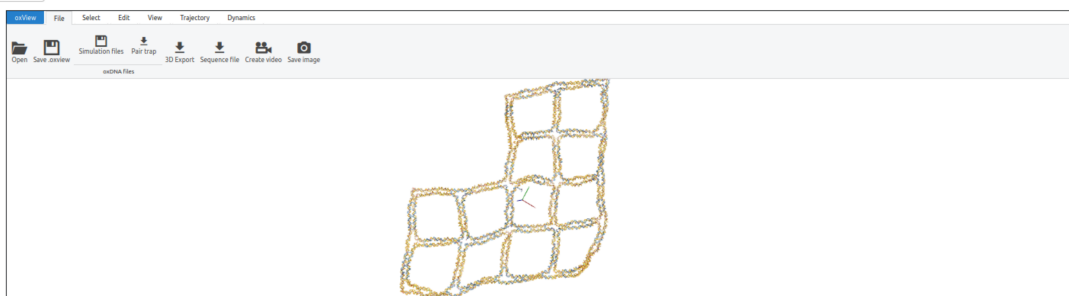 oxView File Select Edit View Trajectory Dynamics
Open Save .oxview Simulation files Pair trap 3D Export Sequence file Create video Save image
oxDNA files